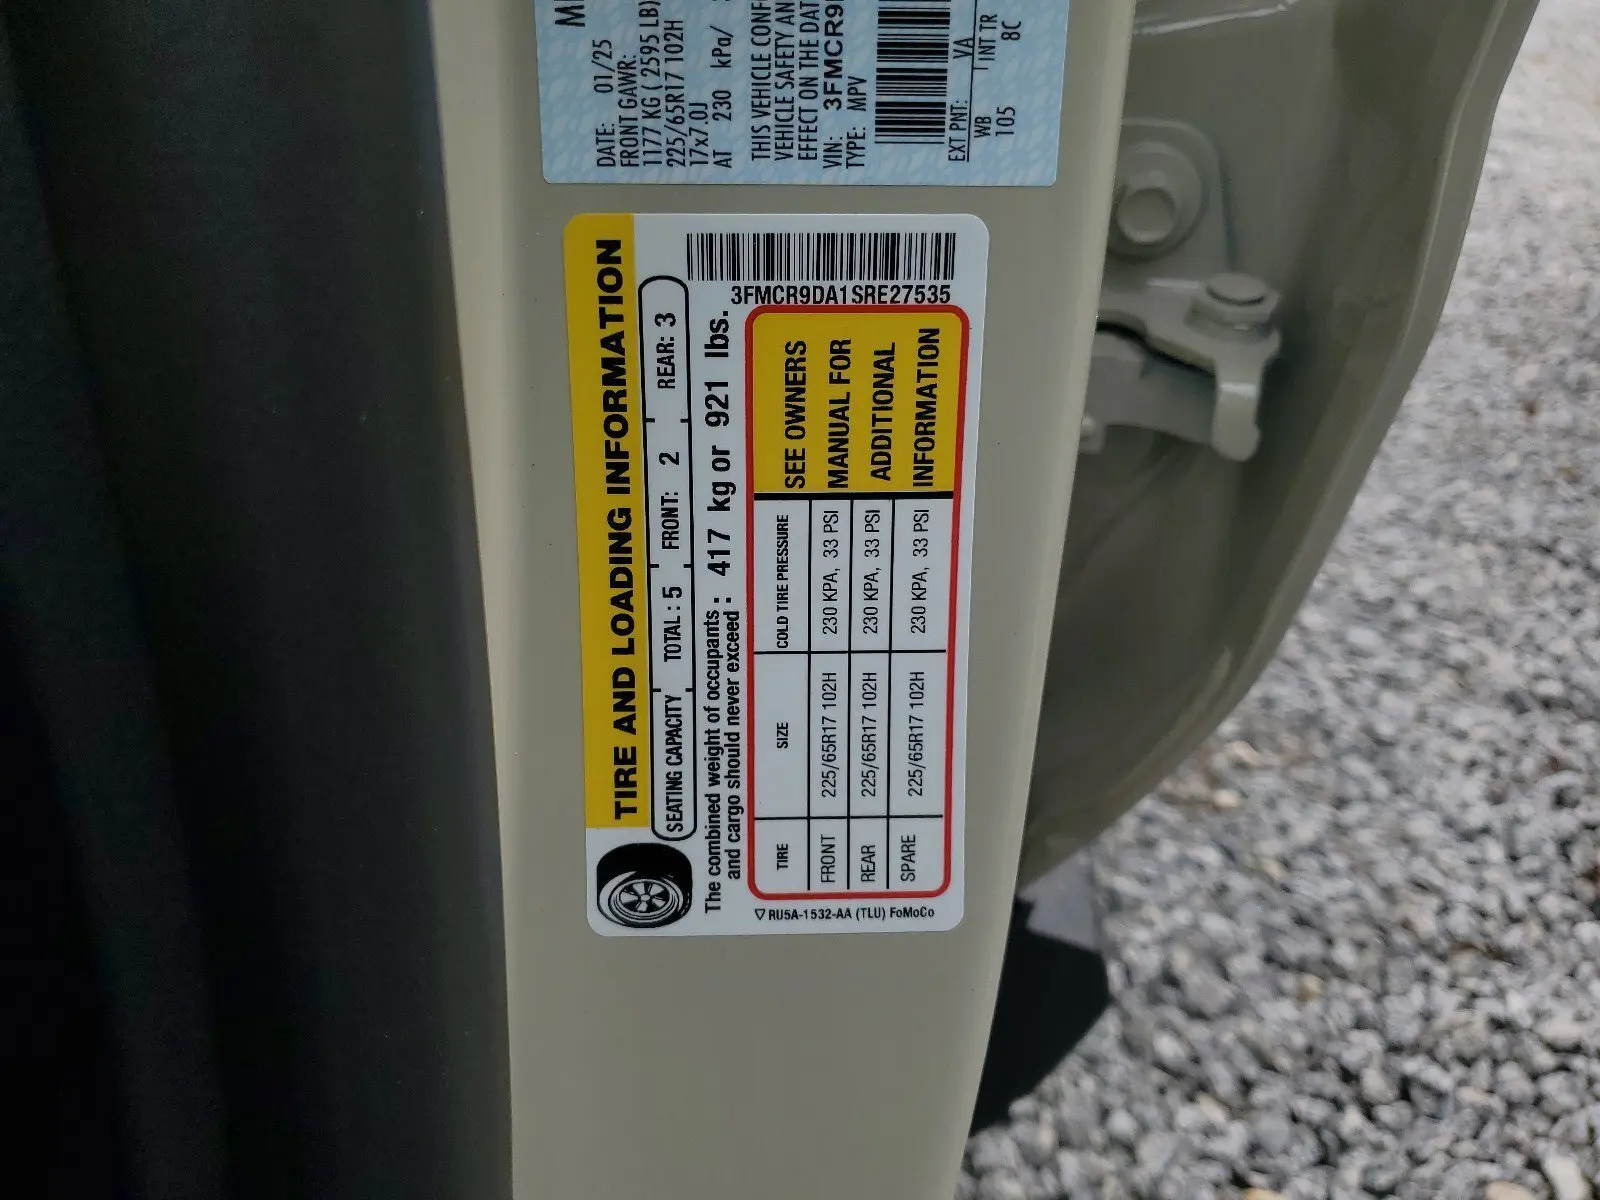 DATE: 01/25
FRONT GAWR:
1177 KG ( 2595 LB)
225/65R17 102H
17x7.0J
AT 230 kPa/
THIS VEHICLE
VEHICLE SAFETY
EFFECT ON THE
VIN: 3FMCR9
TYPE: MPV
EXT PNT: VA
WB INT TR
105 8C
TIRE AND LOADING INFORMATION
SEATING CAPACITY TOTAL : 5 FRONT: 2 REAR: 3
The combined weight of occupants : 417 kg or 921 lbs.
and cargo should never exceed :
3FMCR9DA1SRE27535
TIRE SIZE COLD TIRE PRESSURE
FRONT 225/65R17 102H 230 KPA, 33 PSI
REAR 225/65R17 102H 230 KPA, 33 PSI
SPARE 225/65R17 102H 230 KPA, 33 PSI
SEE OWNERS
MANUAL FOR
ADDITIONAL
INFORMATION
RU5A-1532-AA (TLU) FoMoCo